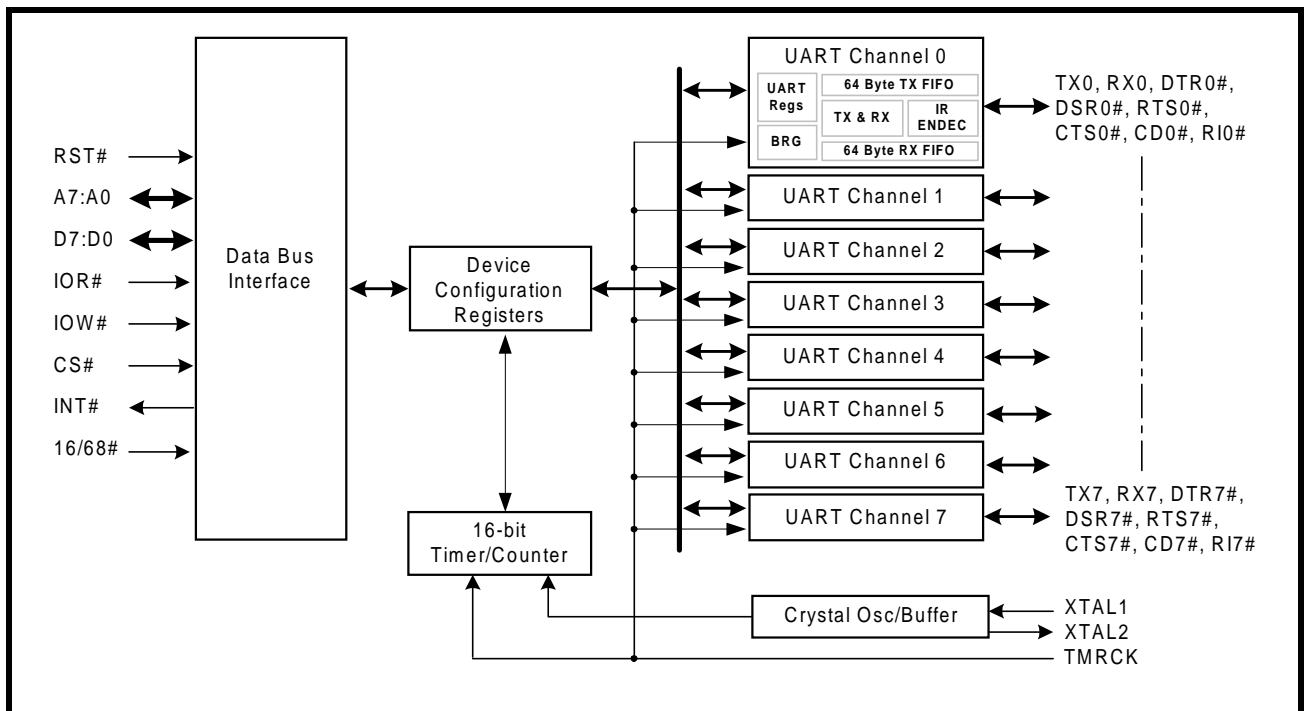 RST#
A7:A0
D7:D0
IOR#
IOW#
CS#
INT#
16/68#
Data Bus
Interface
Device
Configuration
Registers
16-bit
Timer/Counter
UART Channel 0
UART
Regs
BRG
64 Byte TX FIFO
TX & RX
IR
ENDEC
64 Byte RX FIFO
UART Channel 1
UART Channel 2
UART Channel 3
UART Channel 4
UART Channel 5
UART Channel 6
UART Channel 7
Crystal Osc/Buffer
TX0, RX0, DTR0#,
DSR0#, RTS0#,
CTS0#, CD0#, RI0#
TX7, RX7, DTR7#,
DSR7#, RTS7#,
CTS7#, CD7#, RI7#
XTAL1
XTAL2
TMRCK